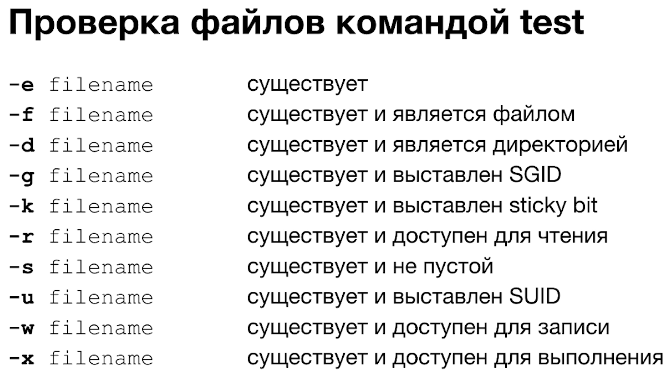 Проверка файлов командой test
-e filename существует
-f filename существует и является файлом
-d filename существует и является директорией
-g filename существует и выставлен SGID
-k filename существует и выставлен sticky bit
-r filename существует и доступен для чтения
-s filename существует и не пустой
-u filename существует и выставлен SUID
-w filename существует и доступен для записи
-x filename существует и доступен для выполнения